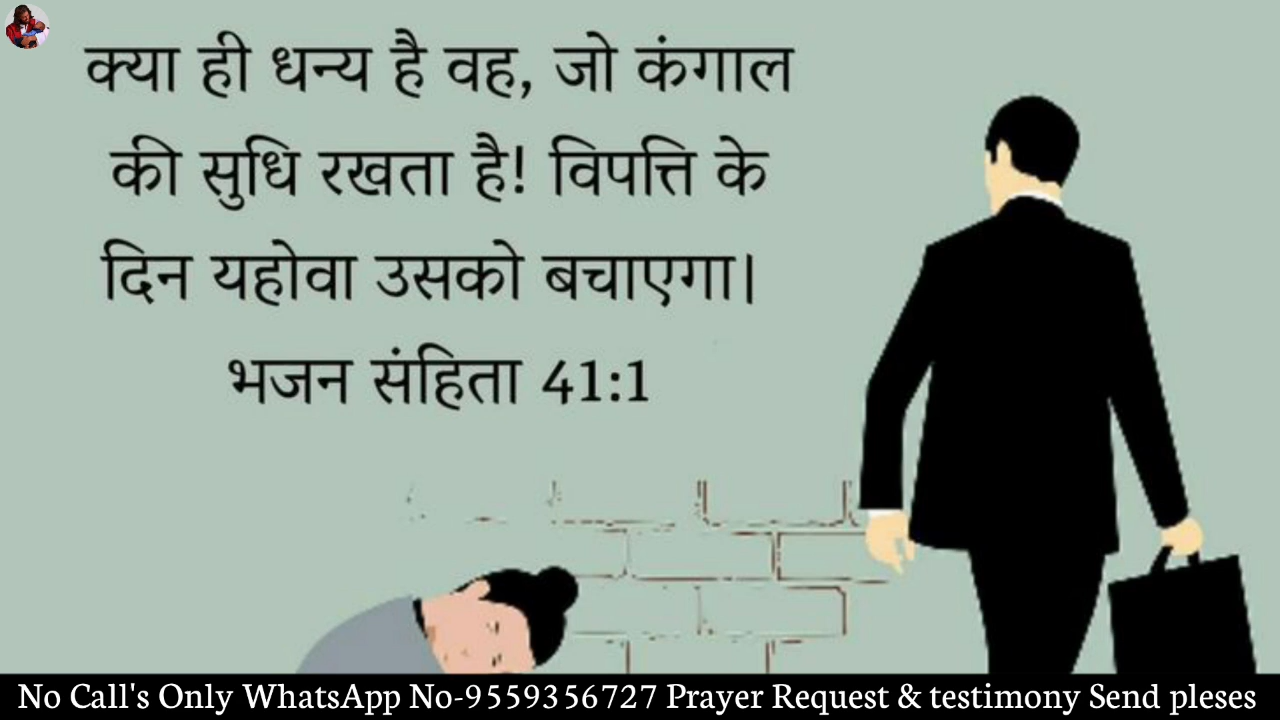 क्या ही धन्य है वह, जो कंगाल
की सुधि रखता है! विपत्ति के
दिन यहोवा उसको बचाएगा।
भजन संहिता 41:1
No Call's Only WhatsApp No-9559356727 Prayer Request & testimony Send pleses